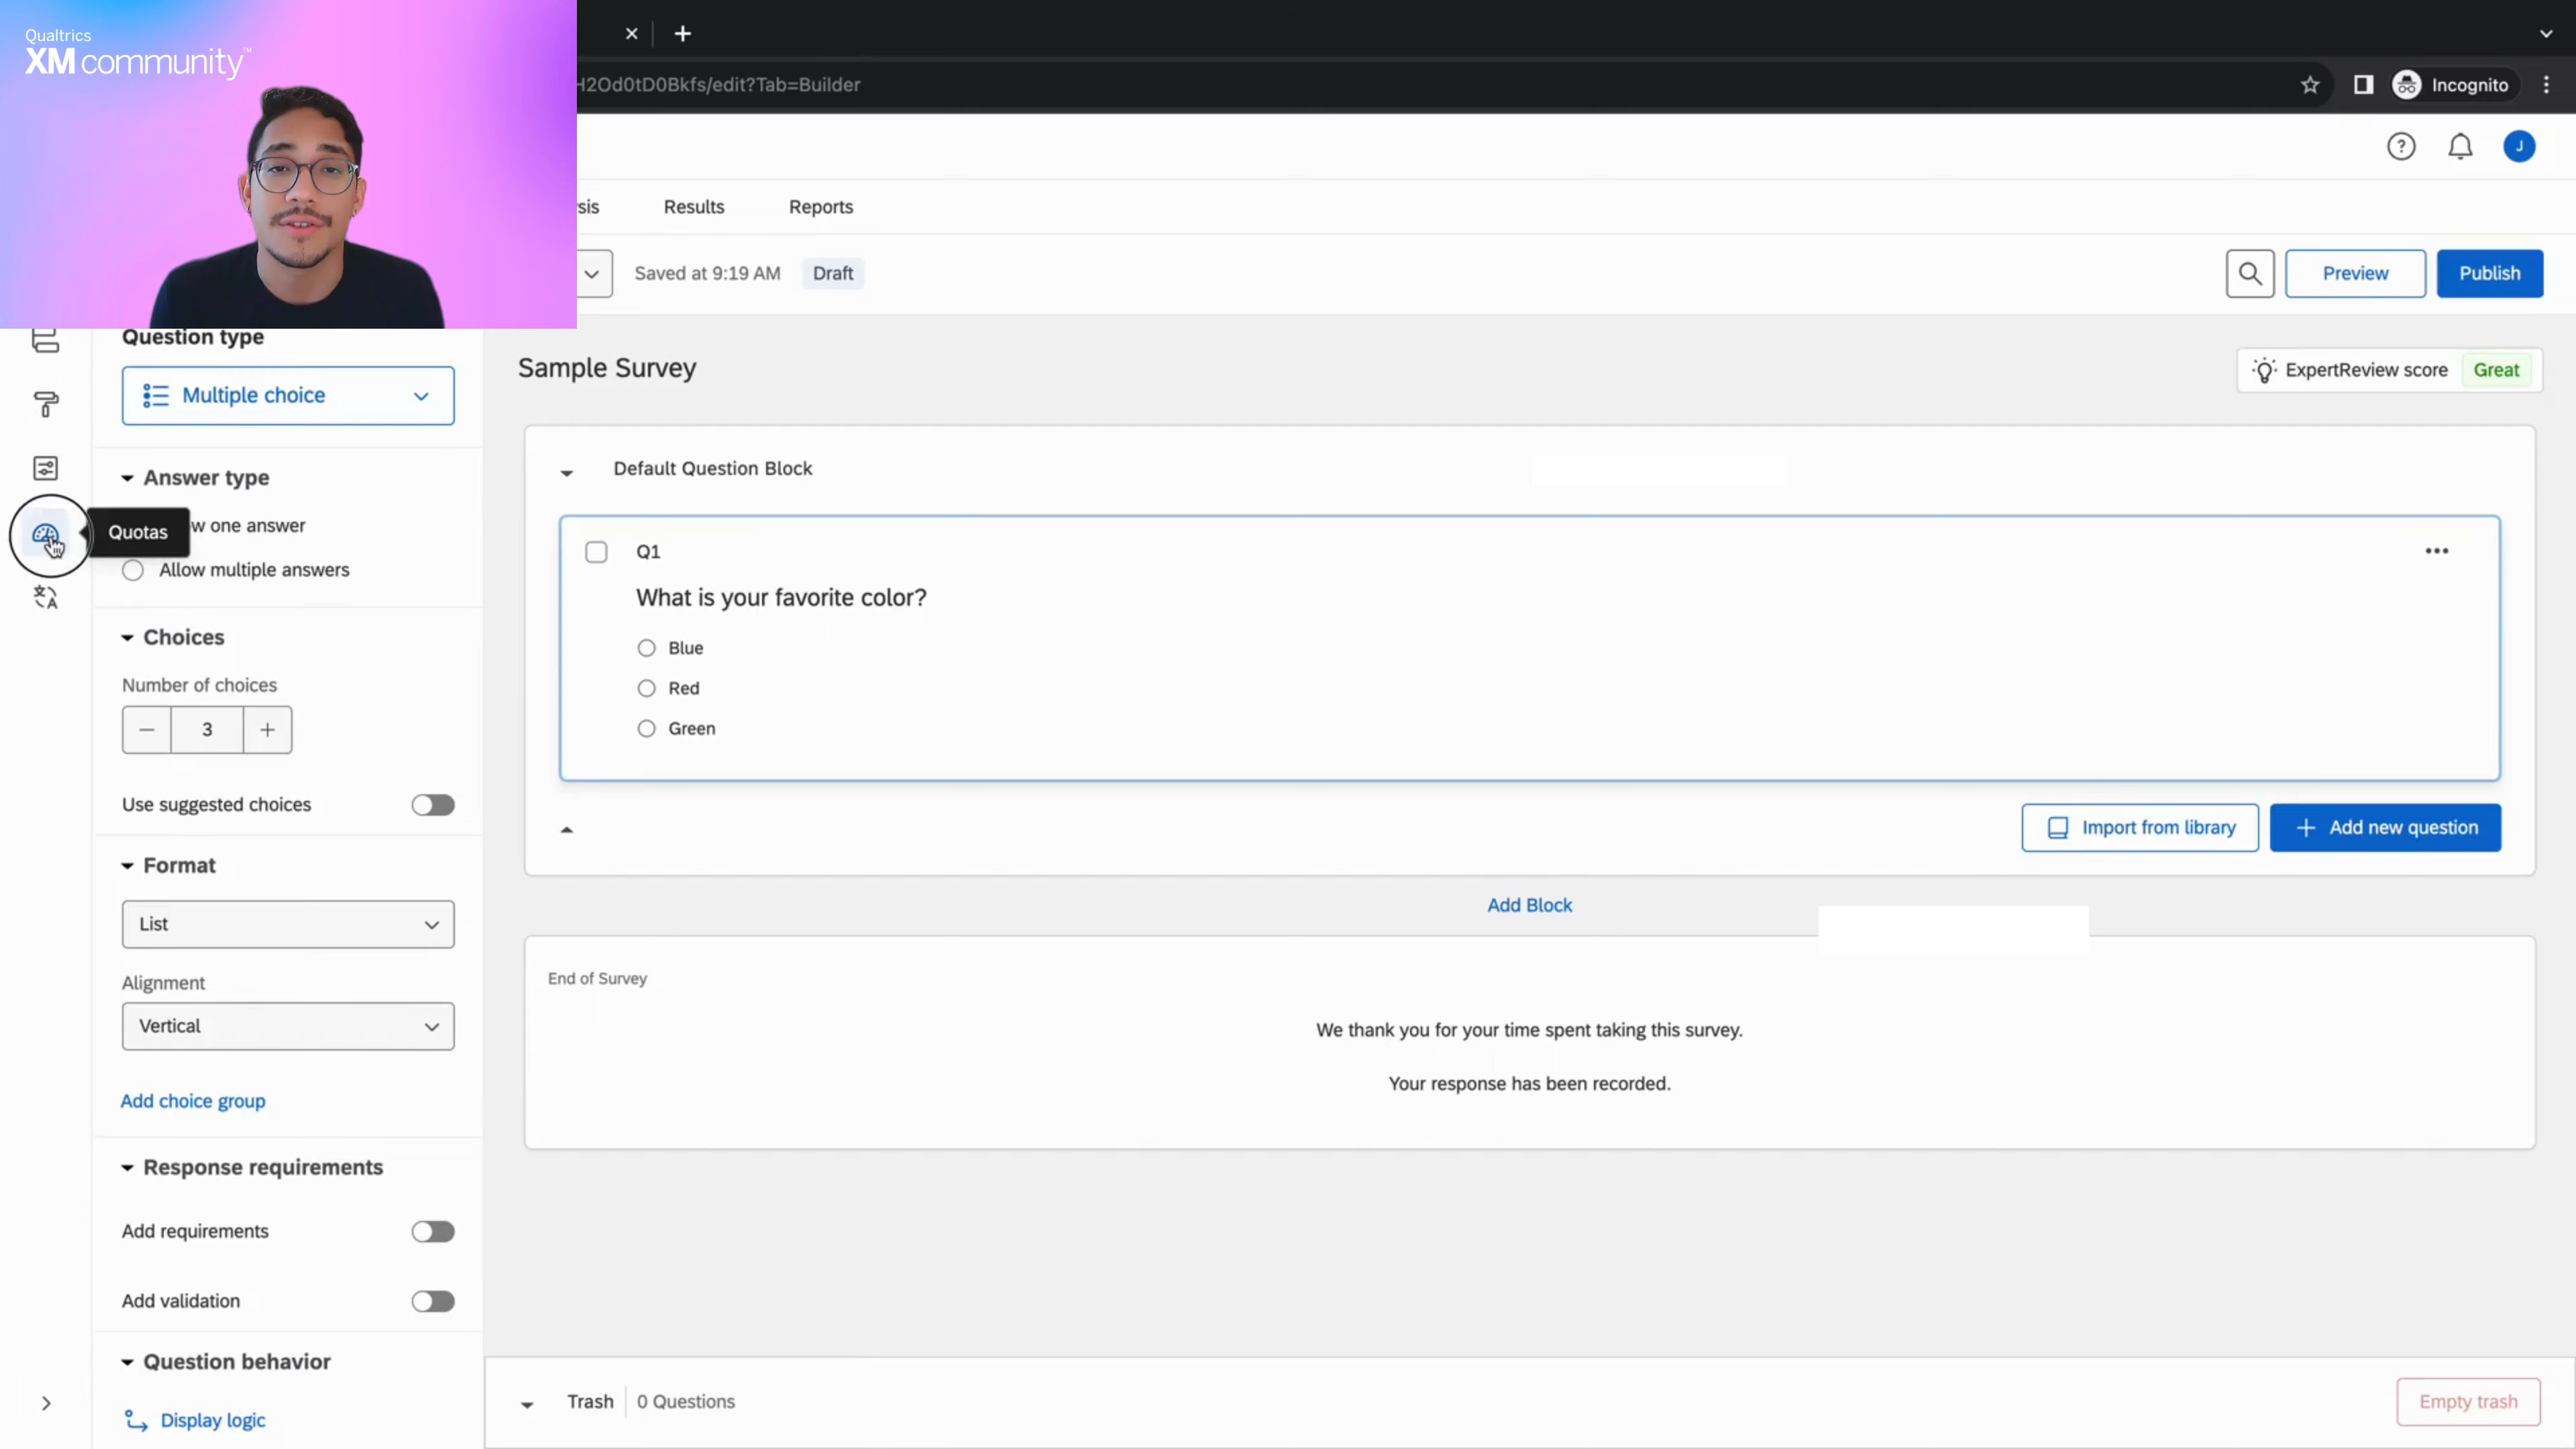 Qualtrics
XM community™
H2Od0tD0Bkfs/edit?Tab=Builder
Incognito
J
sis
Results
Reports
Saved at 9:19 AM
Draft
Preview
Publish
Question type
Multiple choice
Sample Survey
ExpertReview score
Great
Answer type
Default Question Block
Quotas
w one answer
Allow multiple answers
Q1
What is your favorite color?
Blue
Red
Green
Choices
Number of choices
3
Use suggested choices
Import from library
Add new question
Format
List
Add Block
Alignment
Vertical
End of Survey
We thank you for your time spent taking this survey.
Your response has been recorded.
Add choice group
Response requirements
Add requirements
Add validation
Question behavior
Display logic
Trash
0 Questions
Empty trash